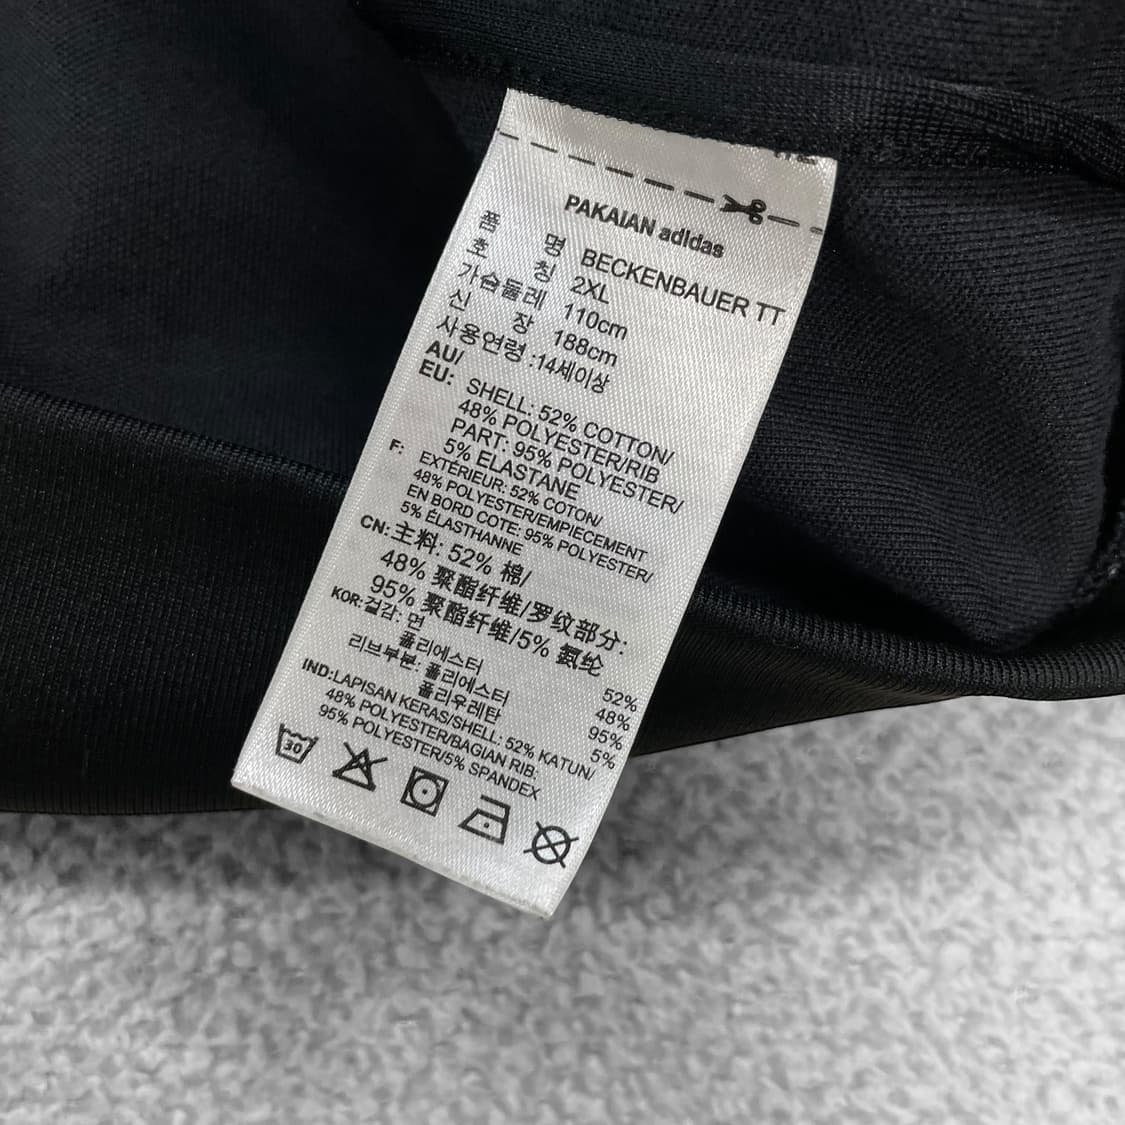 PAKAIAN adidas
품 명 BECKENBAUER TT
호 칭 2XL
가슴둘레 110cm
신 장 188cm
사용연령 :14세이상
AU/
EU: SHELL: 52% COTTON/
48% POLYESTER/RIB
PART: 95% POLYESTER/
5% ELASTANE
F: EXTÉRIEUR: 52% COTON/
48% POLYESTER/EMPIÈCEMENT
EN BORD COTE: 95% POLYESTER/
5% ÉLASTHANNE
CN: 主料: 52% 棉/
48% 聚酯纤维/罗纹部分:
95% 聚酯纤维/5% 氨纶
KOR: 겉감: 면 52%
폴리에스터 48%
리브부분: 폴리에스터 95%
폴리우레탄 5%
IND: LAPISAN KERAS/SHELL: 52% KATUN/
48% POLYESTER/BAGIAN RIB:
95% POLYESTER/5% SPANDEX
30